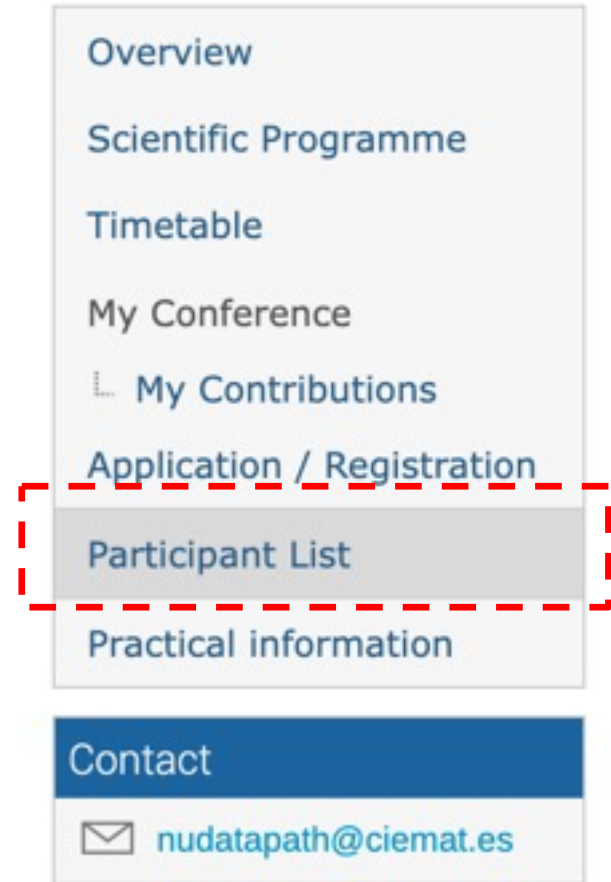 Overview
Scientific Programme
Timetable
My Conference
My Contributions
Application / Registration
Participant List
Practical information
Contact
nudatapath@ciemat.es